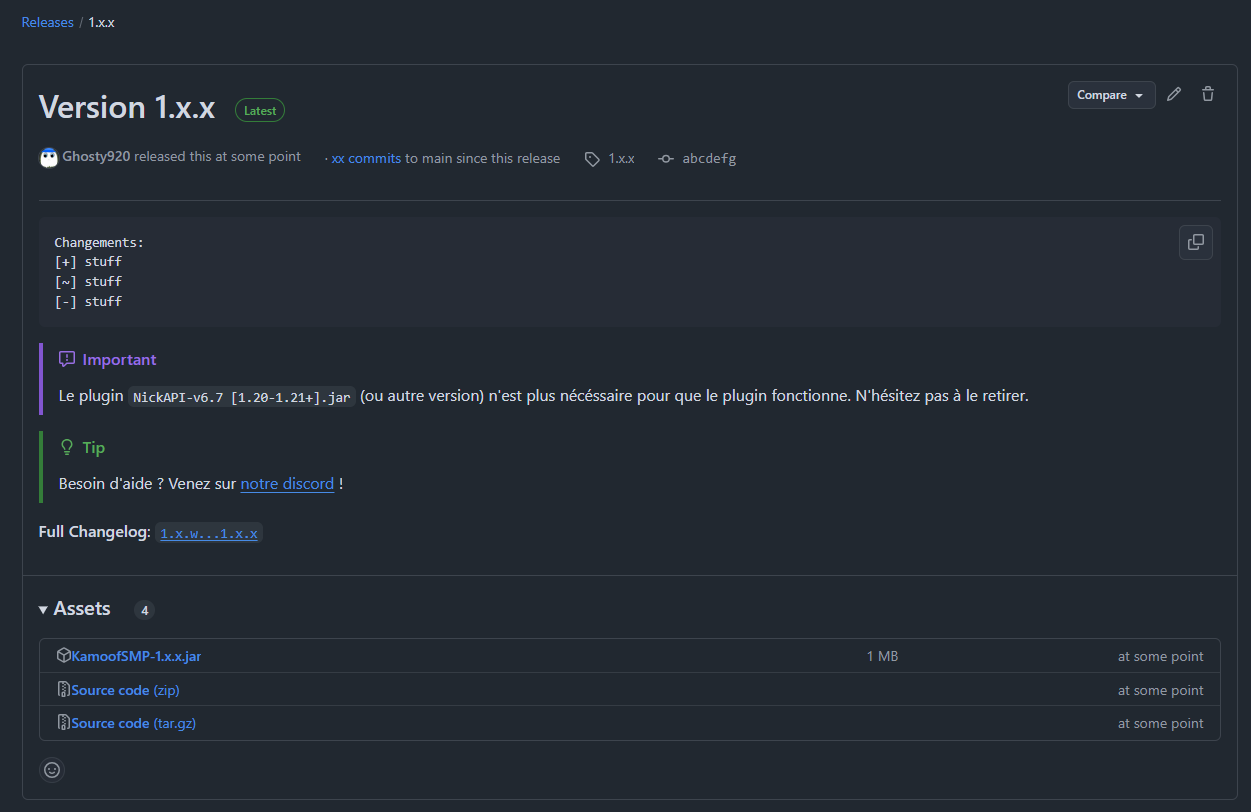 Releases / 1.x.x
Version 1.x.x Latest Compare
Ghosty920 released this at some point · xx commits to main since this release 1.x.x abcdefg
Changements:
[+] stuff
[~] stuff
[-] stuff
Important
Le plugin NickAPI-v6.7 [1.20-1.21+].jar (ou autre version) n'est plus nécéssaire pour que le plugin fonctionne. N'hésitez pas à le retirer.
Tip
Besoin d'aide ? Venez sur notre discord !
Full Changelog: 1.x.w...1.x.x
Assets 4
KamoofSMP-1.x.x.jar 1 MB at some point
Source code (zip) at some point
Source code (tar.gz) at some point